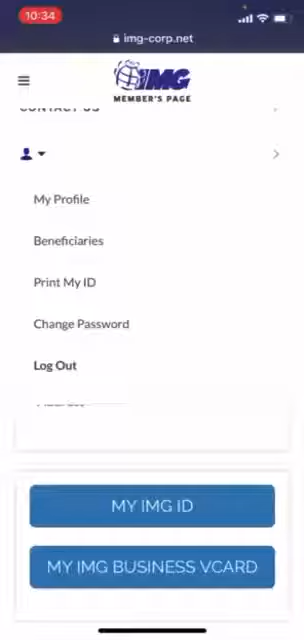 10:34
img-corp.net
IMG
MEMBER'S PAGE
CONTACT US
My Profile
Beneficiaries
Print My ID
Change Password
Log Out
MY IMG ID
MY IMG BUSINESS VCARD